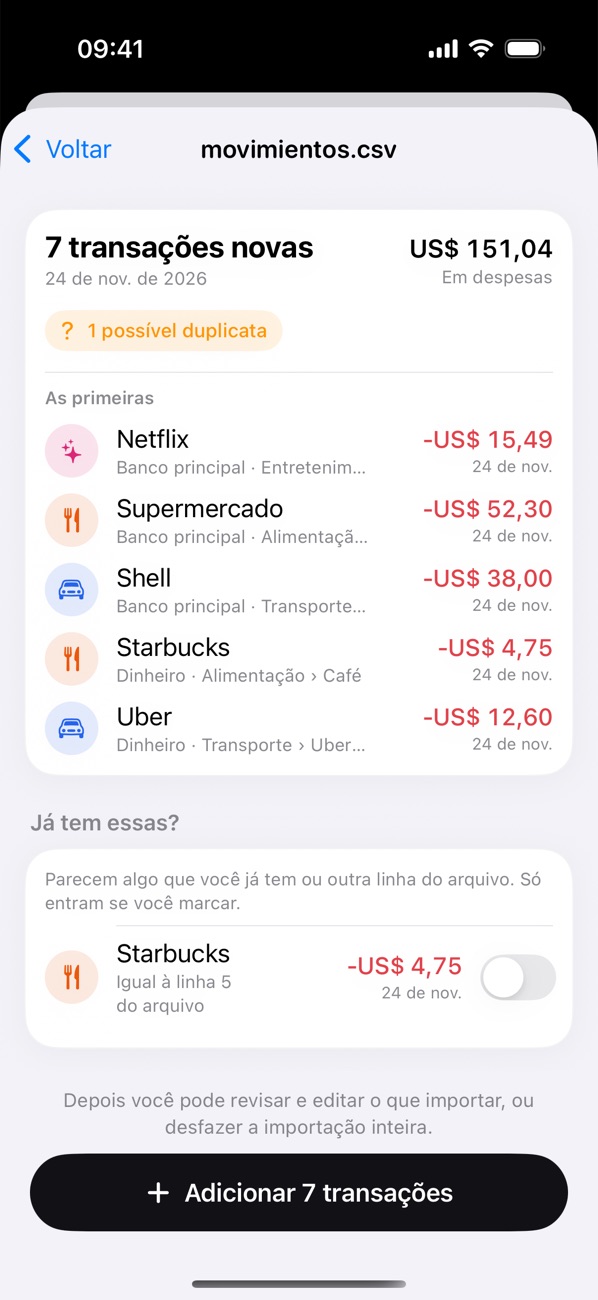 09:41
Voltar
movimientos.csv
7 transações novas
US$ 151,04
24 de nov. de 2026
Em despesas
? 1 possível duplicata
As primeiras
Netflix
-US$ 15,49
Banco principal · Entretenim...
24 de nov.
Supermercado
-US$ 52,30
Banco principal · Alimentaçã...
24 de nov.
Shell
-US$ 38,00
Banco principal · Transporte...
24 de nov.
Starbucks
-US$ 4,75
Dinheiro · Alimentação › Café
24 de nov.
Uber
-US$ 12,60
Dinheiro · Transporte › Uber...
24 de nov.
Já tem essas?
Parecem algo que você já tem ou outra linha do arquivo. Só
entram se você marcar.
Starbucks
-US$ 4,75
Igual à linha 5
do arquivo
24 de nov.
Depois você pode revisar e editar o que importar, ou
desfazer a importação inteira.
+ Adicionar 7 transações